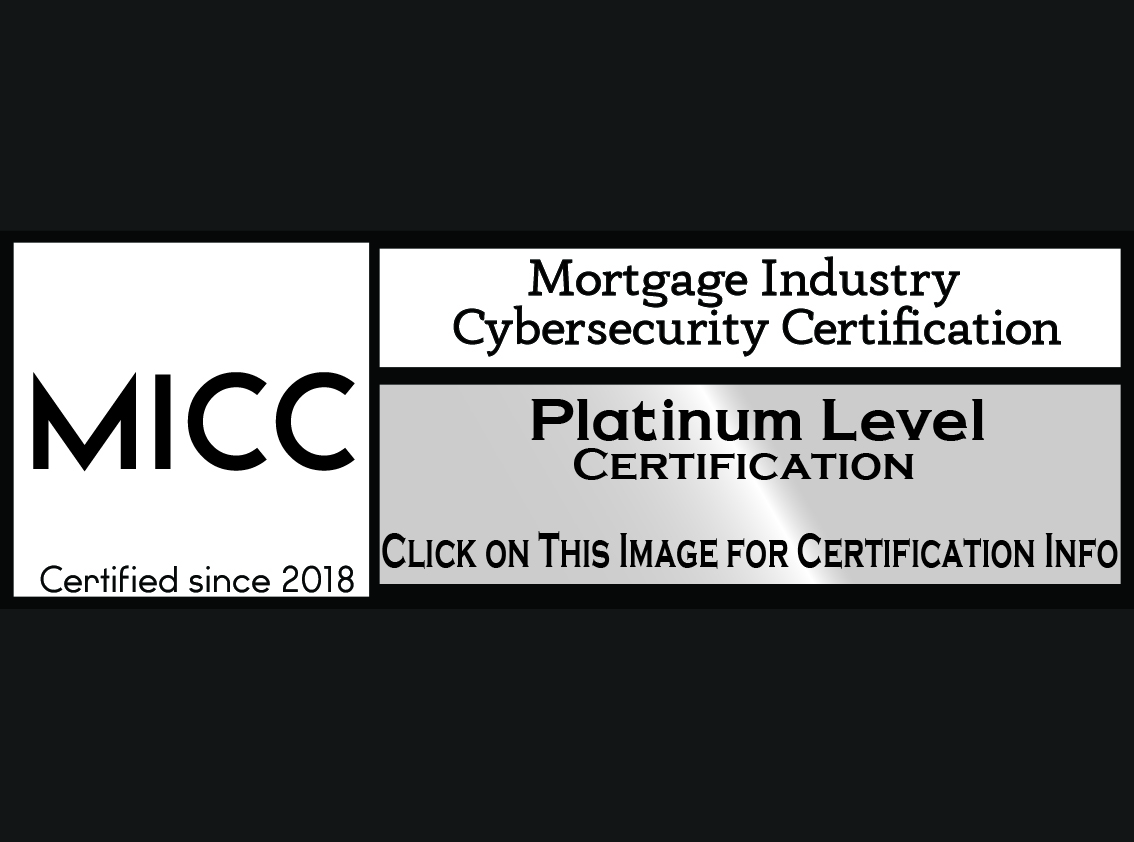 MICC
Certified since 2018
Mortgage Industry
Cybersecurity Certification
Platinum Level
Certification
Click on This Image for Certification Info